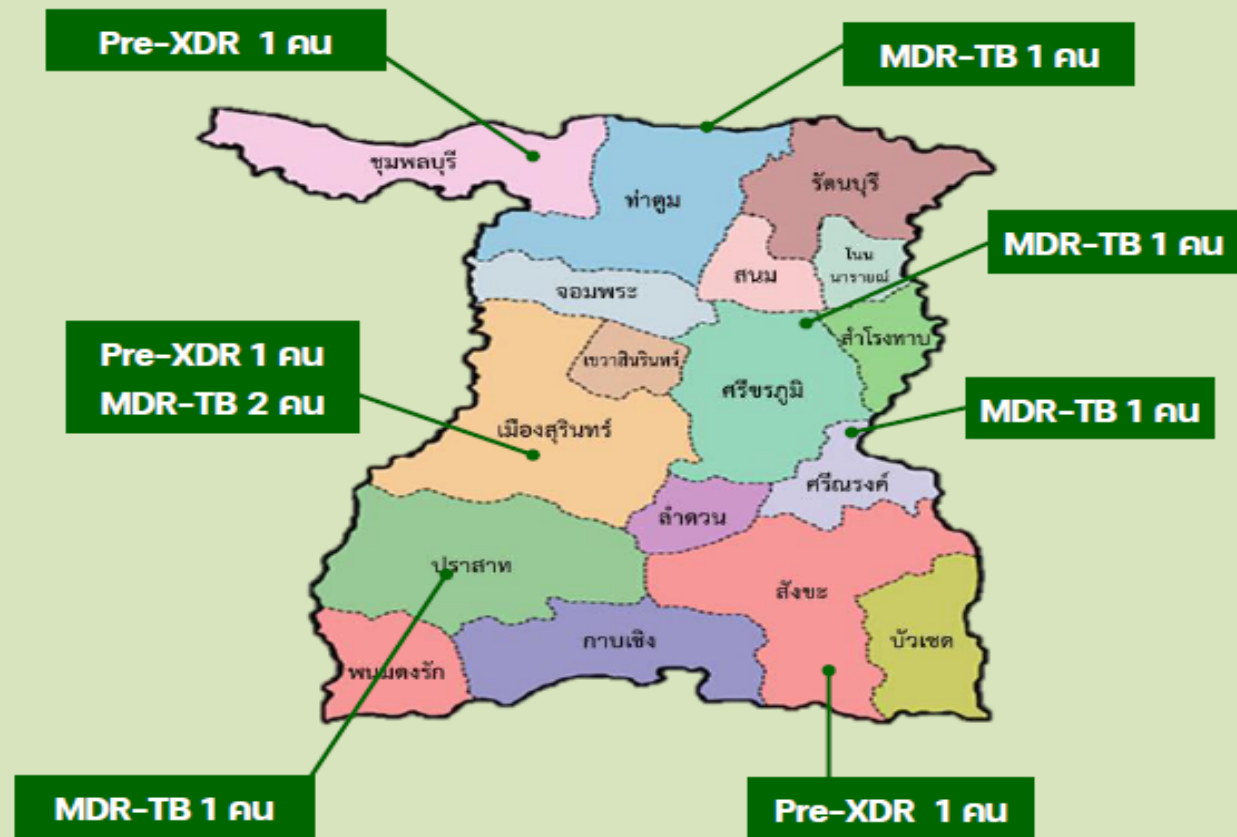 Pre-XDR 1 คน
MDR-TB 1 คน
ชุมพลบุรี
ท่าตูม
รัตนบุรี
MDR-TB 1 คน
สนม
โนน
นารายณ์
จอมพระ
Pre-XDR 1 คน
MDR-TB 2 คน
เขวาสินรินทร์
ศรีขรภูมิ
สำโรงทาบ
MDR-TB 1 คน
เมืองสุรินทร์
ศรีณรงค์
ลำดวน
ปราสาท
สังขะ
กาบเชิง
บัวเชด
พนมดงรัก
MDR-TB 1 คน
Pre-XDR 1 คน